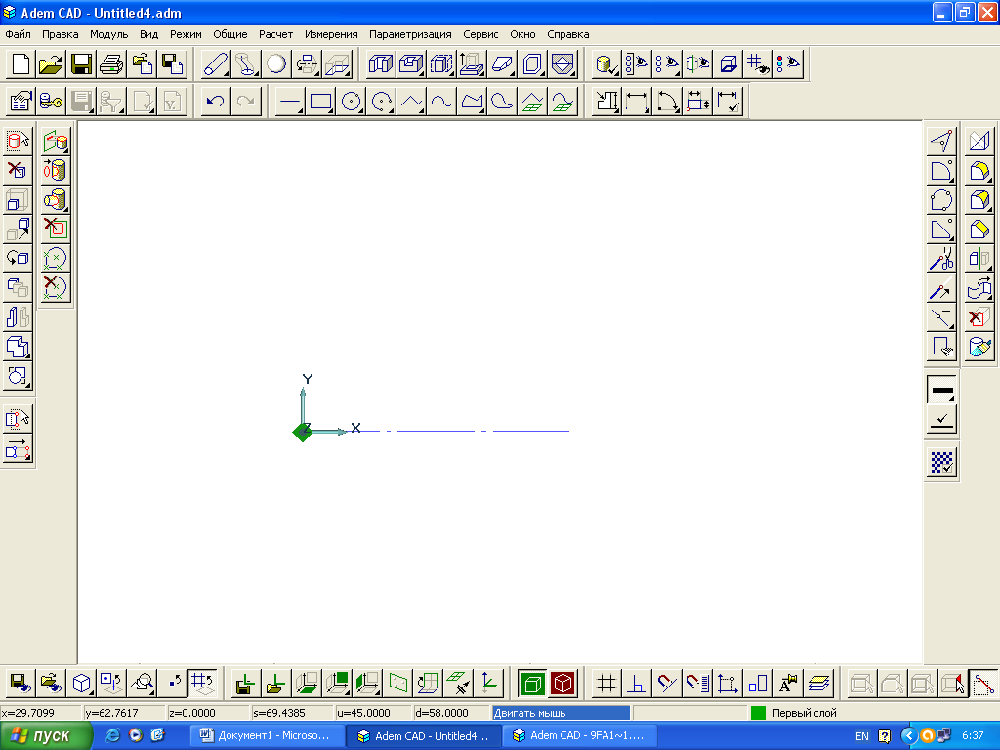 Adem CAD - Untitled4.adm
Файл Правка Модуль Вид Режим Общие Расчет Измерения Параметризация Сервис Окно Справка
Y
Z X
x=29.7099 y=62.7617 z=0.0000 s=69.4385 u=45.0000 d=58.0000 Двигать мышь Первый слой
пуск Документ1 - Microso... Adem CAD - Untitled4... Adem CAD - 9FA1~1.... EN 6:37